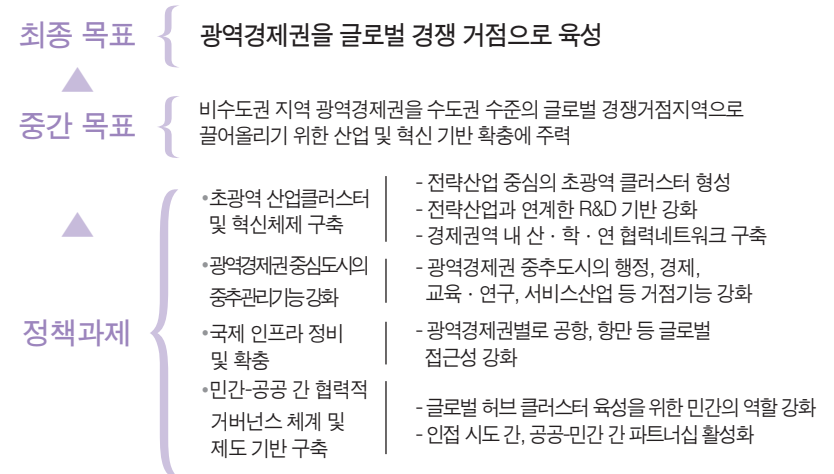 최종 목표
광역경제권을 글로벌 경쟁 거점으로 육성
중간 목표
비수도권 지역 광역경제권을 수도권 수준의 글로벌 경쟁거점지역으로
끌어올리기 위한 산업 및 혁신 기반 확충에 주력
정책과제
•초광역 산업클러스터
및 혁신체제 구축
- 전략산업 중심의 초광역 클러스터 형성
- 전략산업과 연계한 R&D 기반 강화
- 경제권역 내 산 · 학 · 연 협력네트워크 구축
•광역경제권 중심도시의
중추관리기능 강화
- 광역경제권 중추도시의 행정, 경제,
교육 · 연구, 서비스산업 등 거점기능 강화
•국제 인프라 정비
및 확충
- 광역경제권별로 공항, 항만 등 글로벌
접근성 강화
•민간-공공 간 협력적
거버넌스 체계 및
제도 기반 구축
- 글로벌 허브 클러스터 육성을 위한 민간의 역할 강화
- 인접 시도 간, 공공-민간 간 파트너십 활성화